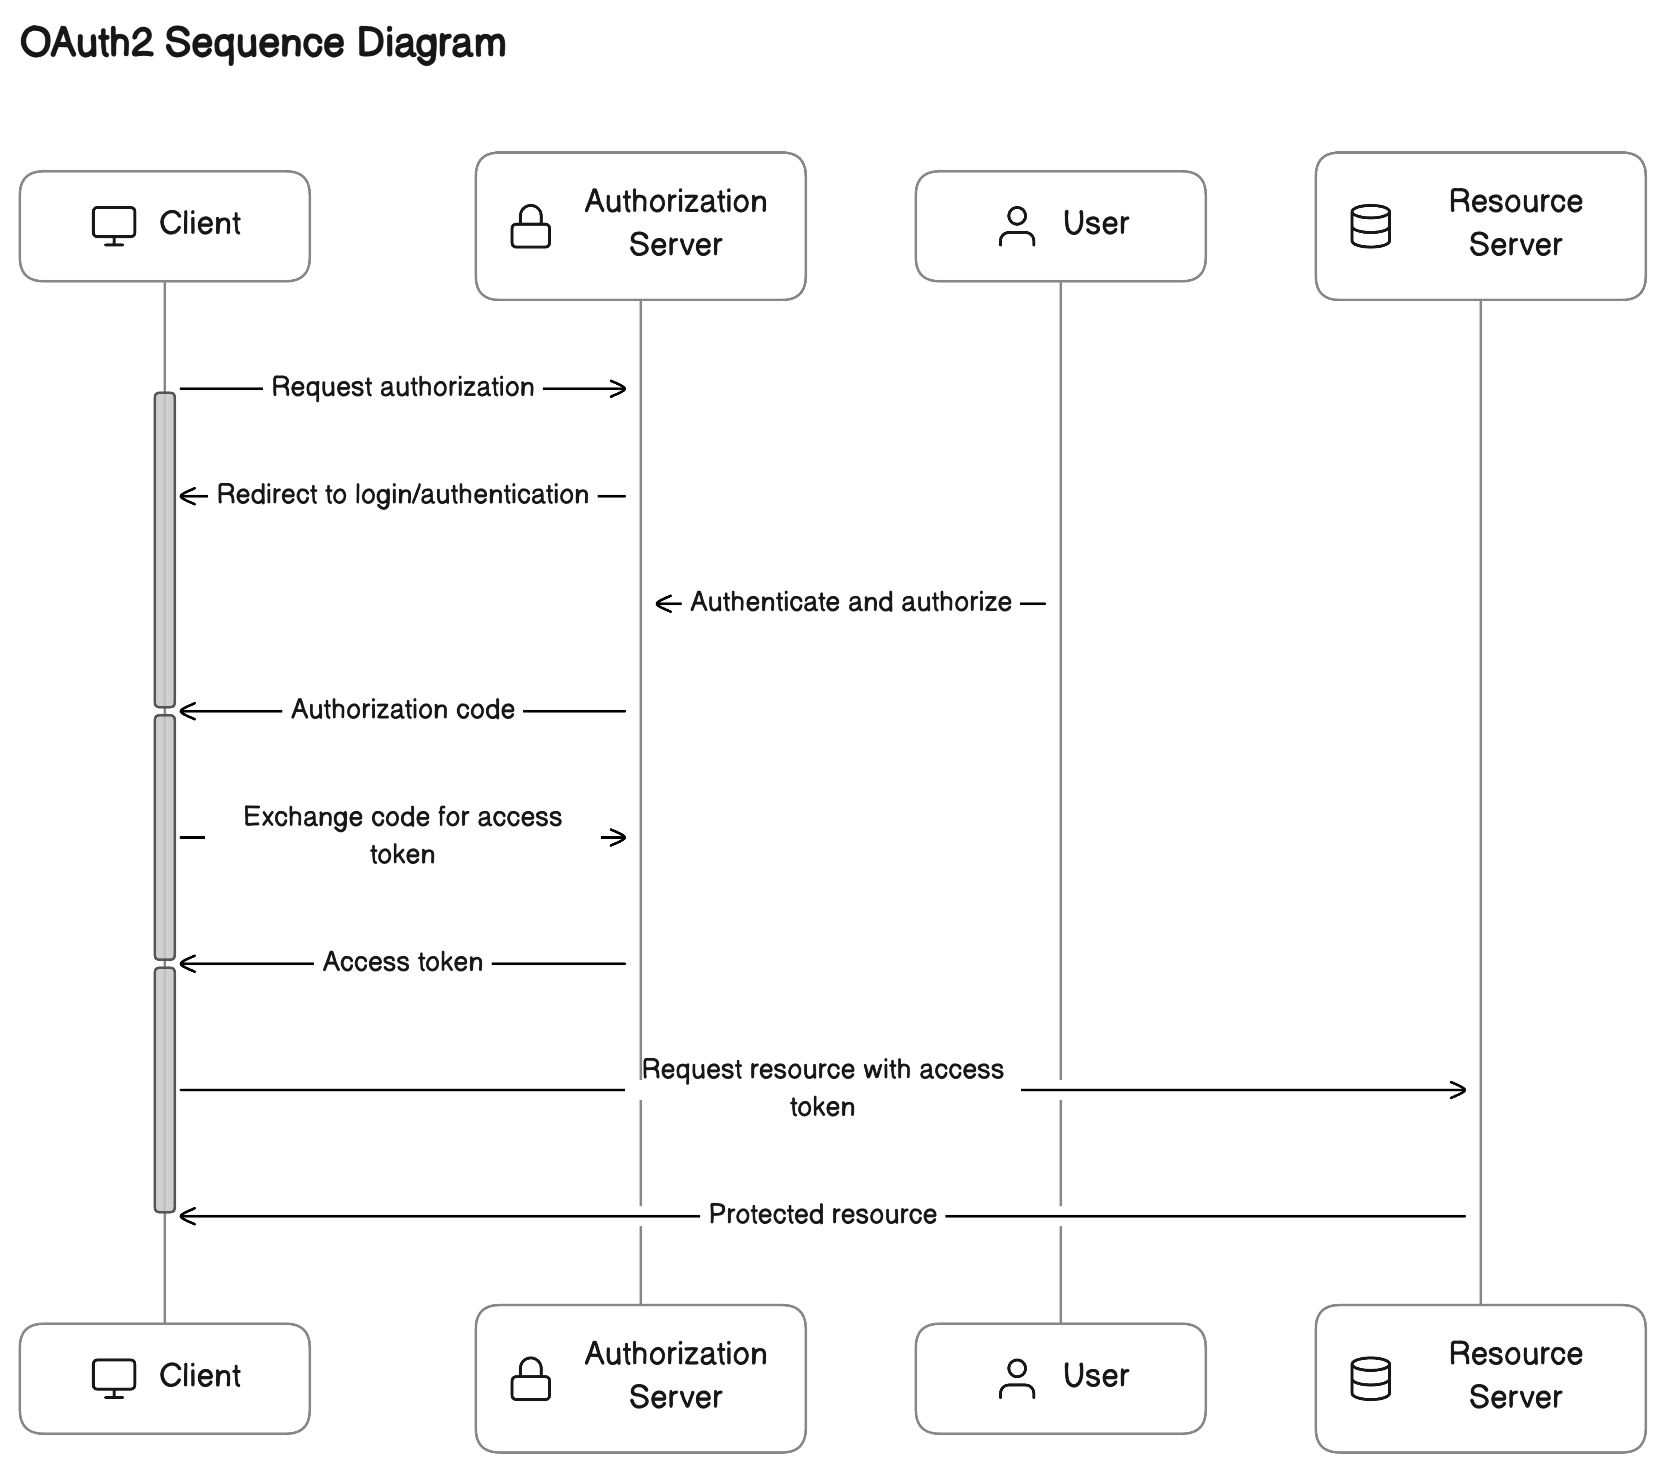 OAuth2 Sequence Diagram
Client
Authorization
Server
User
Resource
Server
Request authorization
Redirect to login/authentication
Authenticate and authorize
Authorization code
Exchange code for access
token
Access token
Request resource with access
token
Protected resource
Client
Authorization
Server
User
Resource
Server